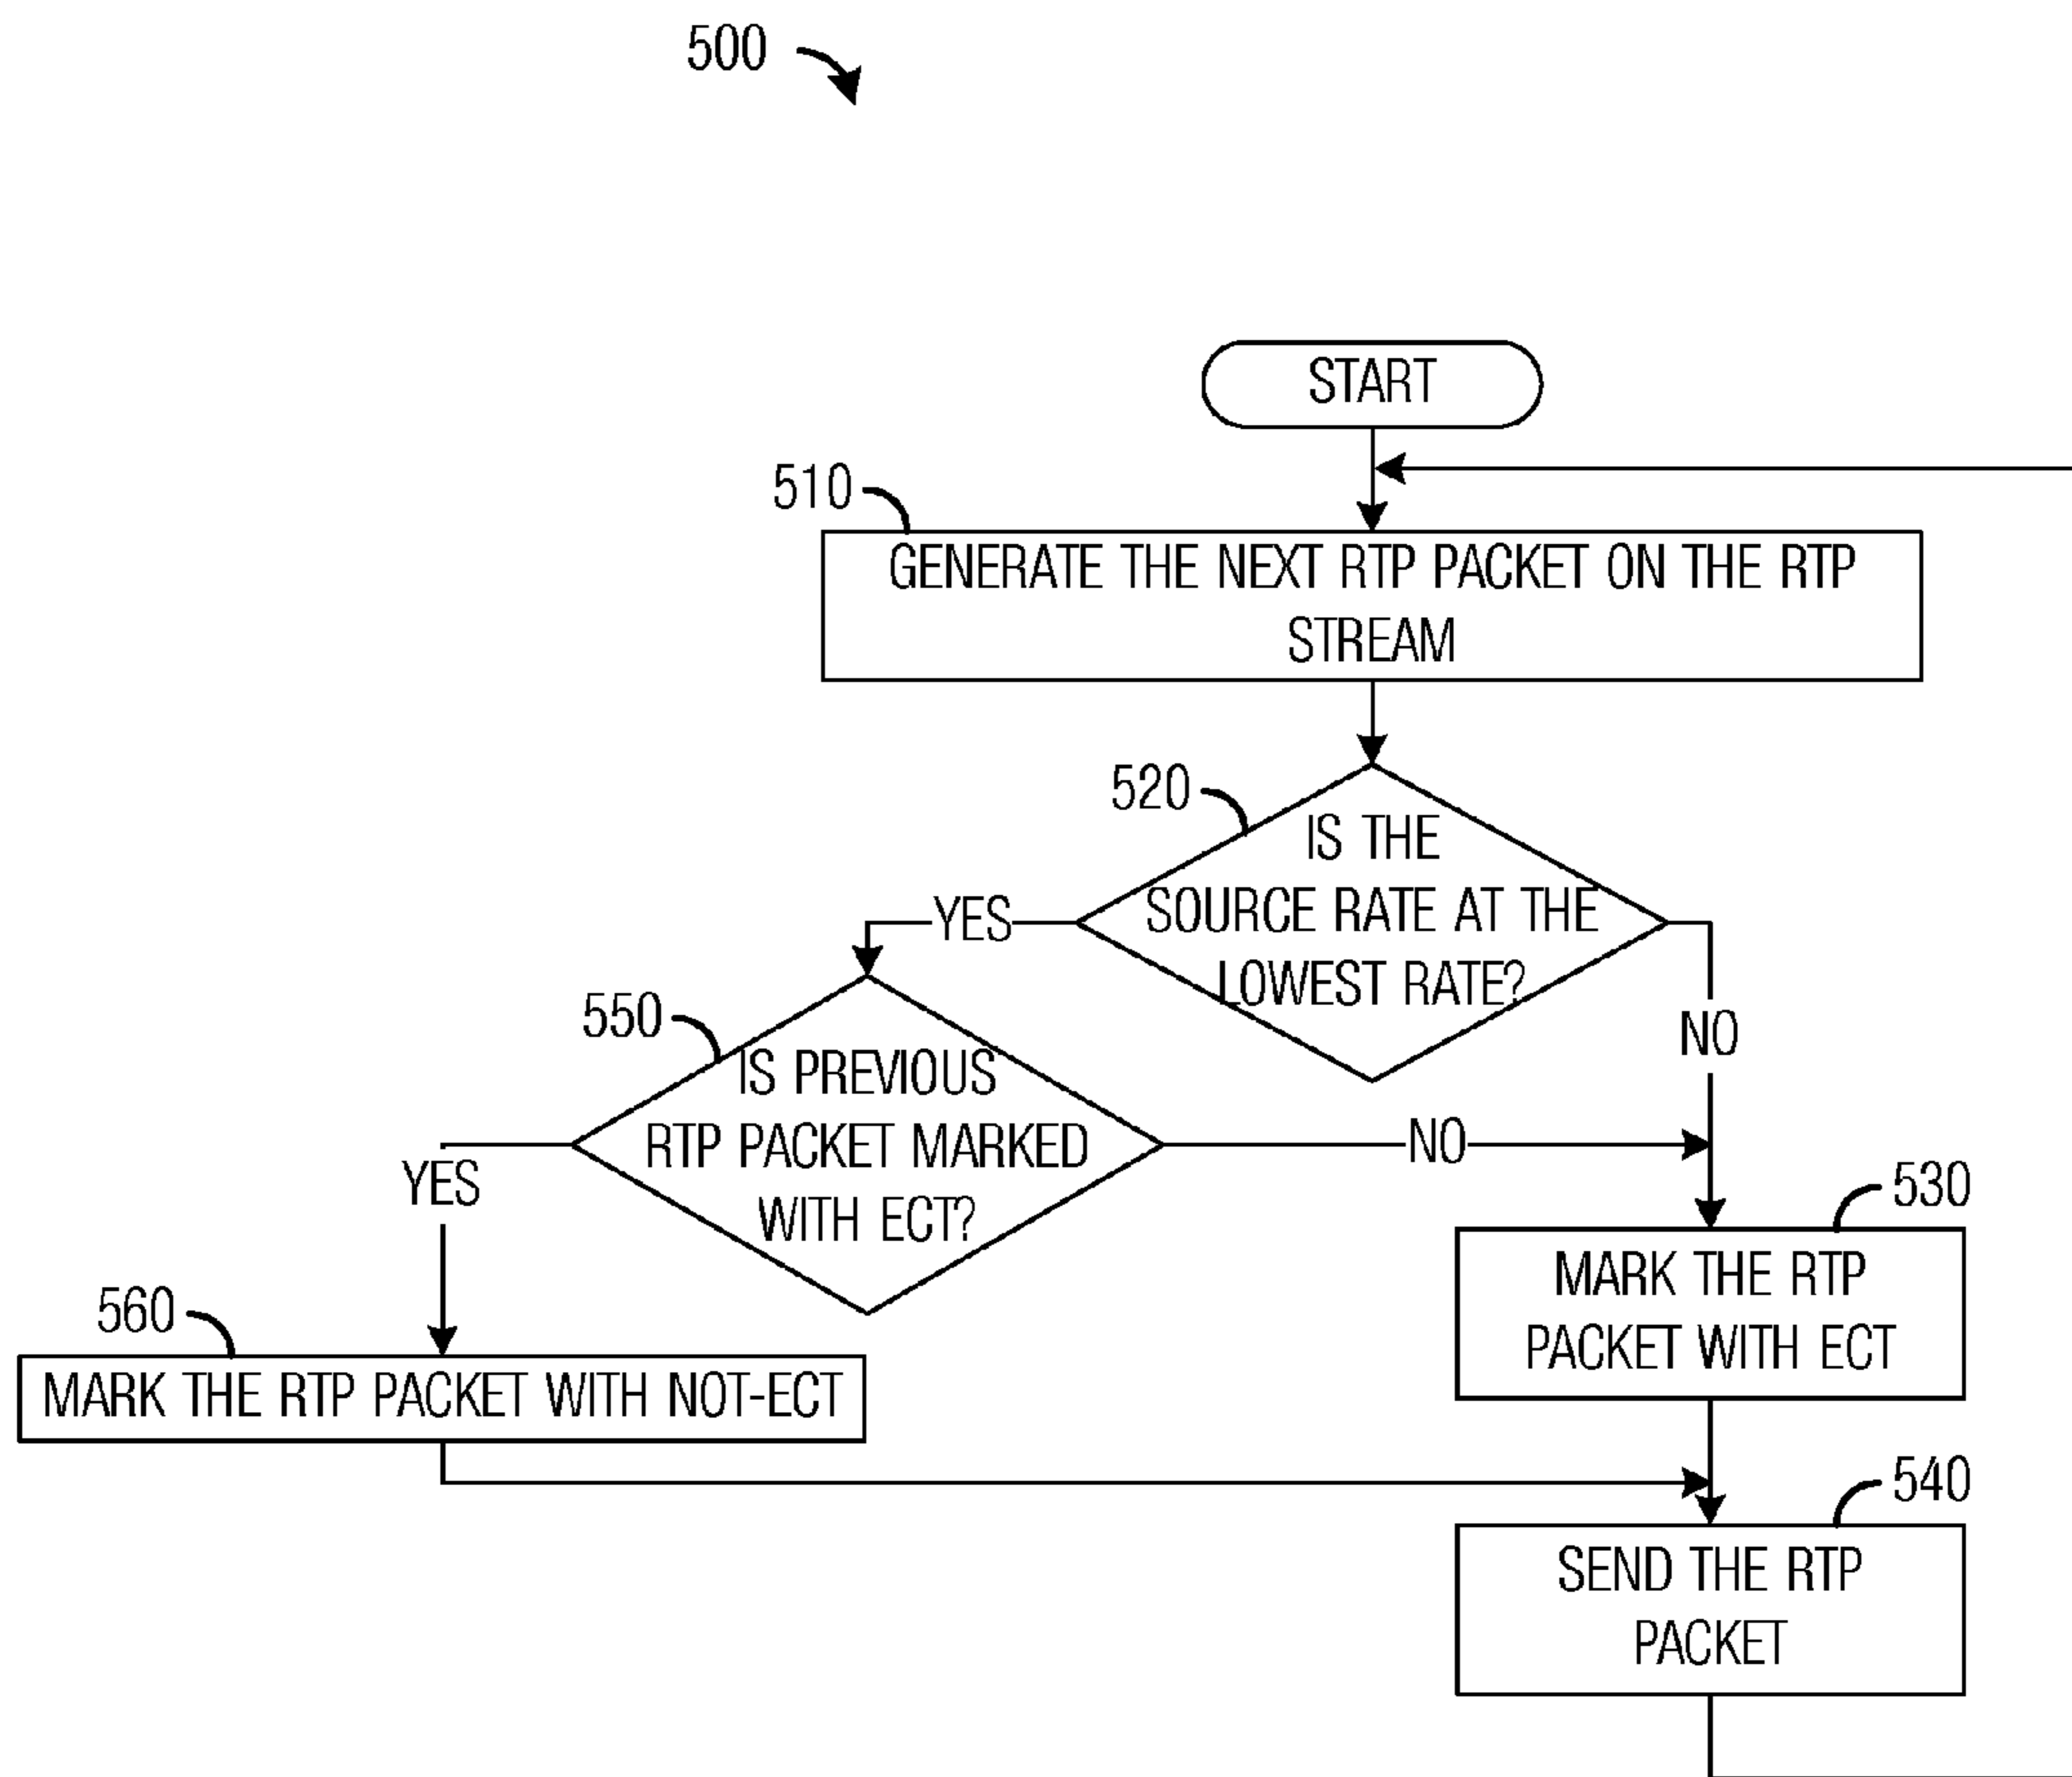 500
START
510
GENERATE THE NEXT RTP PACKET ON THE RTP
STREAM
520
IS THE
SOURCE RATE AT THE
LOWEST RATE?
YES
NO
550
IS PREVIOUS
RTP PACKET MARKED
WITH ECT?
YES
NO
530
MARK THE RTP
PACKET WITH ECT
560
MARK THE RTP PACKET WITH NOT-ECT
540
SEND THE RTP
PACKET